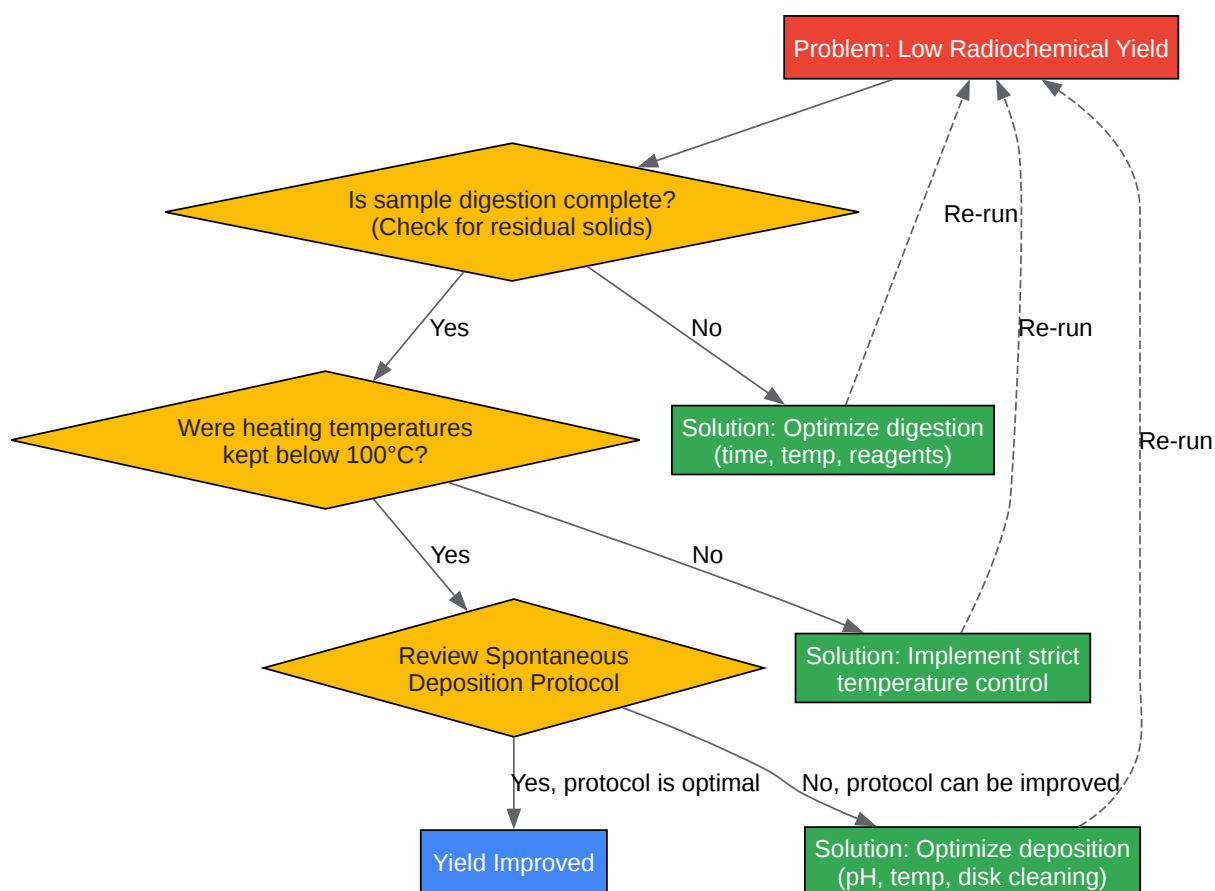 Problem: Low Radiochemical Yield
Is sample digestion complete?
(Check for residual solids)
Re-run
Yes
No
Re-run
Were heating temperatures
kept below 100°C?
Solution: Optimize digestion
(time, temp, reagents)
Re-run
Yes
No
Review Spontaneous
Deposition Protocol
Solution: Implement strict
temperature control
Yes, protocol is optimal
No, protocol can be improved
Yield Improved
Solution: Optimize deposition
(pH, temp, disk cleaning)